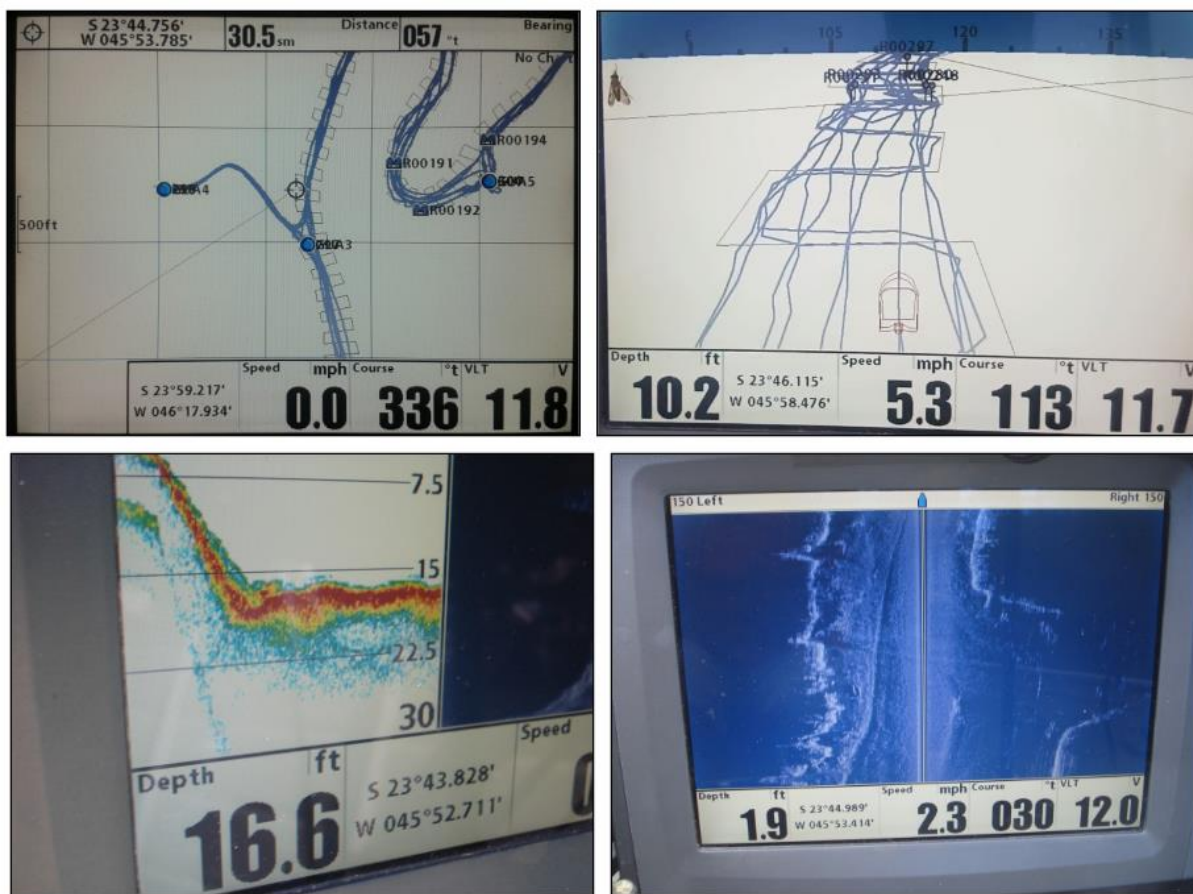 S 23°44.756'
W 045°53.785'
30.5 sm
Distance
057 °t
Bearing
No Chart
R00194
R00191
R00192
500ft
S 23°59.217'
W 046°17.934'
Speed mph
0.0
Course °t
336
VLT V
11.8
105 120 135
R00297
Depth ft
10.2
S 23°46.115'
W 045°58.476'
Speed mph
5.3
Course °t
113
VLT V
11.7
7.5
15
22.5
30
Depth ft
16.6
S 23°43.828'
W 045°52.711'
Speed
150 Left
Right 150
Depth ft
1.9
S 23°44.989'
W 045°53.414'
Speed mph
2.3
Course °t
030
VLT V
12.0